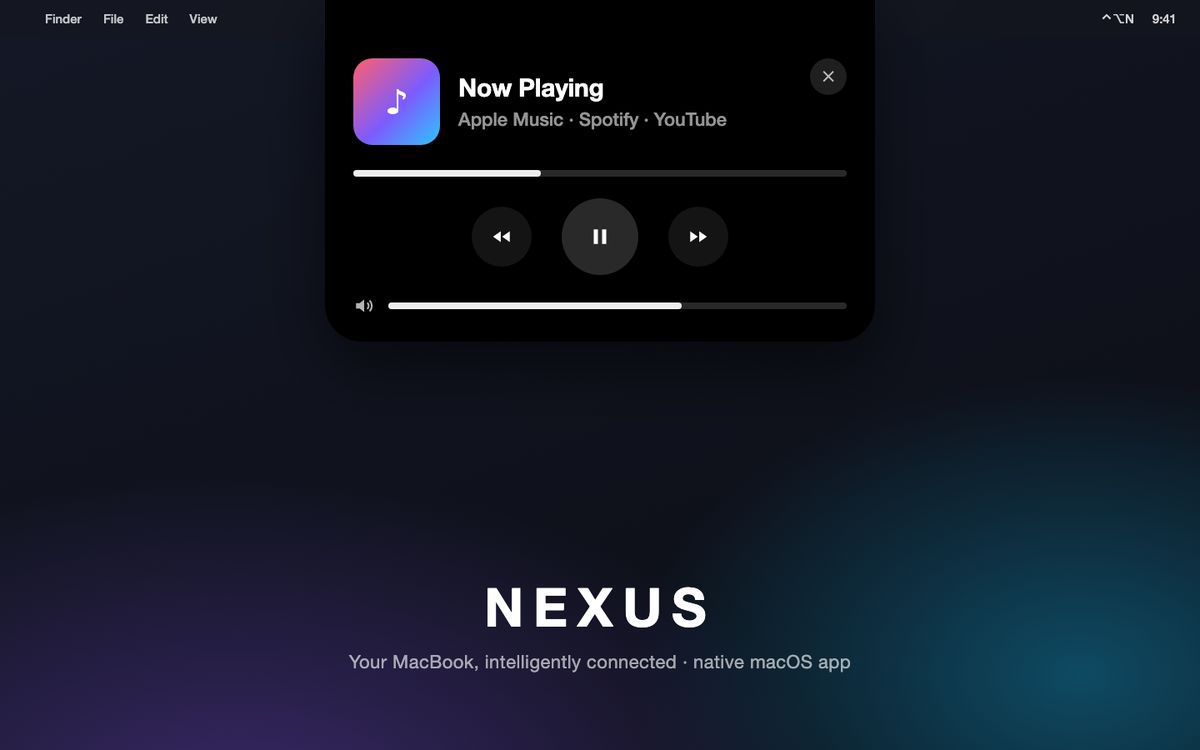 Finder File Edit View
^⌥N 9:41
Now Playing
Apple Music · Spotify · YouTube
NEXUS
Your MacBook, intelligently connected · native macOS app